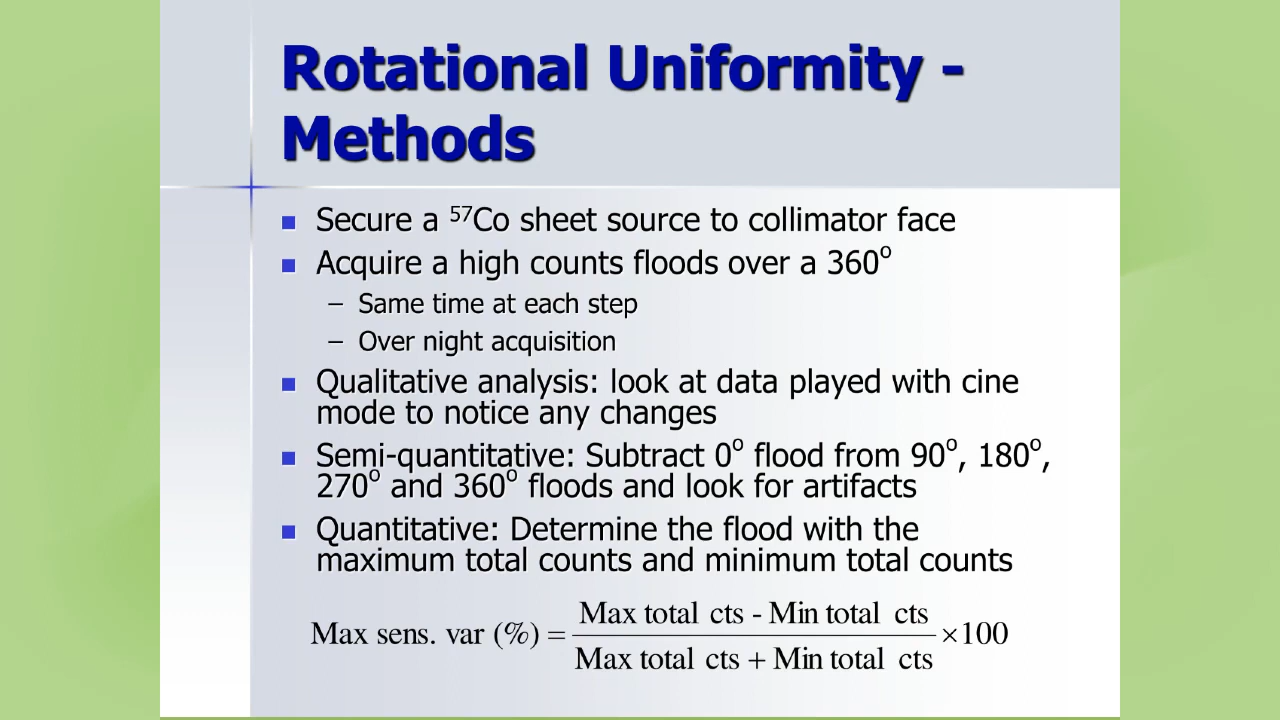 Rotational Uniformity -
Methods
Secure a ⁵⁷Co sheet source to collimator face
Acquire a high counts floods over a 360º
– Same time at each step
– Over night acquisition
Qualitative analysis: look at data played with cine
mode to notice any changes
Semi-quantitative: Subtract 0º flood from 90º, 180º,
270º and 360º floods and look for artifacts
Quantitative: Determine the flood with the
maximum total counts and minimum total counts
Max sens. var (%) = (Max total cts - Min total cts) / (Max total cts + Min total cts) ×100